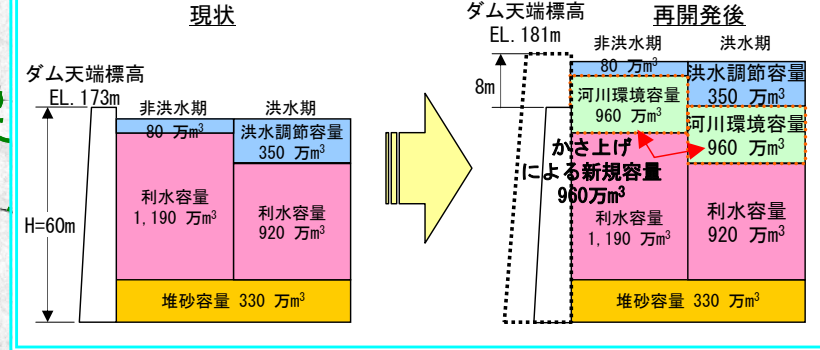 現状
ダム天端標高
EL. 173m
非洪水期
洪水期
80 万m³
洪水調節容量
350 万m³
利水容量
1,190 万m³
利水容量
920 万m³
H=60m
堆砂容量 330 万m³
ダム天端標高
EL. 181m
再開発後
非洪水期
洪水期
8m
80 万m³
洪水調節容量
350 万m³
河川環境容量
960 万m³
河川環境容量
960 万m³
かさ上げ
による新規容量
960万m³
利水容量
1,190 万m³
利水容量
920 万m³
堆砂容量 330 万m³